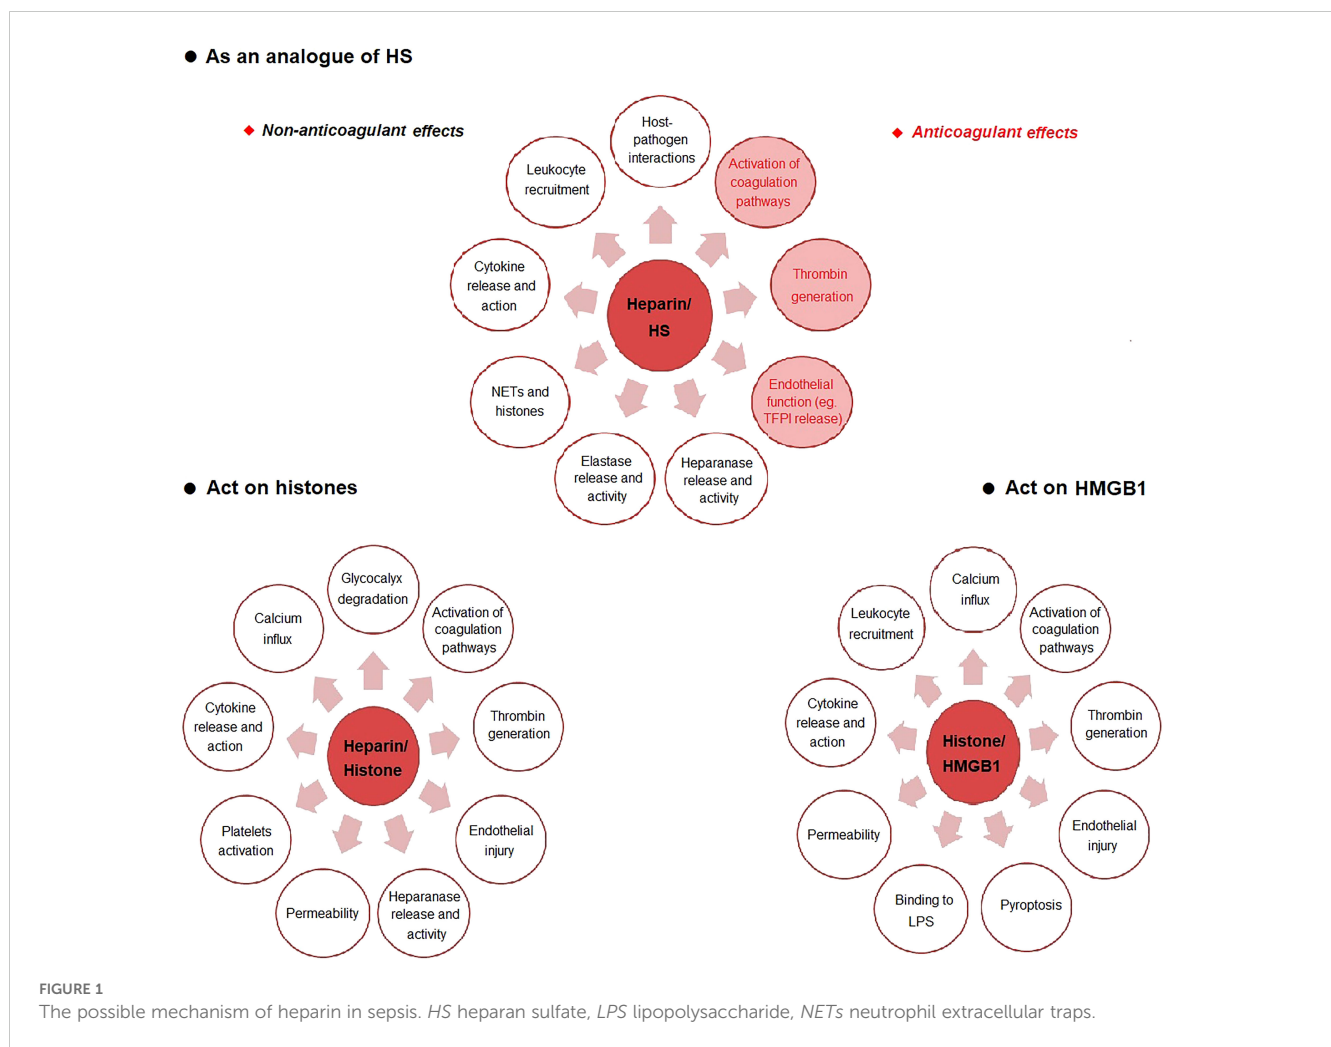 ● As an analogue of HS
◆ Non-anticoagulant effects
◆ Anticoagulant effects
Host-
pathogen
interactions
Activation of
coagulation
pathways
Thrombin
generation
Endothelial
function (eg.
TFPI release)
Heparanase
release and
activity
Elastase
release and
activity
NETs and
histones
Cytokine
release and
action
Leukocyte
recruitment
Heparin/
HS
● Act on histones
Glycocalyx
degradation
Activation of
coagulation
pathways
Thrombin
generation
Endothelial
injury
Heparanase
release and
activity
Permeability
Platelets
activation
Cytokine
release and
action
Calcium
influx
Heparin/
Histone
● Act on HMGB1
Calcium
influx
Activation of
coagulation
pathways
Thrombin
generation
Endothelial
injury
Pyroptosis
Binding to
LPS
Permeability
Cytokine
release and
action
Leukocyte
recruitment
Histone/
HMGB1
FIGURE 1
The possible mechanism of heparin in sepsis. HS heparan sulfate, LPS lipopolysaccharide, NETs neutrophil extracellular traps.